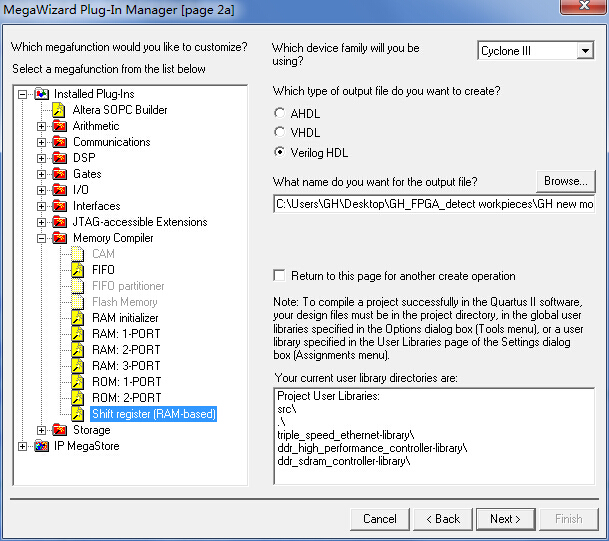 MegaWizard Plug-In Manager [page 2a]
Which megafunction would you like to customize?
Select a megafunction from the list below
Installed Plug-Ins
Altera SOPC Builder
Arithmetic
Communications
DSP
Gates
I/O
Interfaces
JTAG-accessible Extensions
Memory Compiler
CAM
FIFO
FIFO partitioner
Flash Memory
RAM initializer
RAM: 1-PORT
RAM: 2-PORT
RAM: 3-PORT
ROM: 1-PORT
ROM: 2-PORT
Shift register (RAM-based)
Storage
IP MegaStore
Which device family will you be
using?
Cyclone III
Which type of output file do you want to create?
AHDL
VHDL
Verilog HDL
What name do you want for the output file?
Browse...
C:\Users\GH\Desktop\GH_FPGA_detect workpieces\GH new mo
Return to this page for another create operation
Note: To compile a project successfully in the Quartus II software,
your design files must be in the project directory, in the global user
libraries specified in the Options dialog box (Tools menu), or a user
library specified in the User Libraries page of the Settings dialog
box (Assignments menu).
Your current user library directories are:
Project User Libraries:
src\
.\
triple_speed_ethernet-library\
ddr_high_performance_controller-library\
ddr_sdram_controller-library\
Cancel
< Back
Next >
Finish